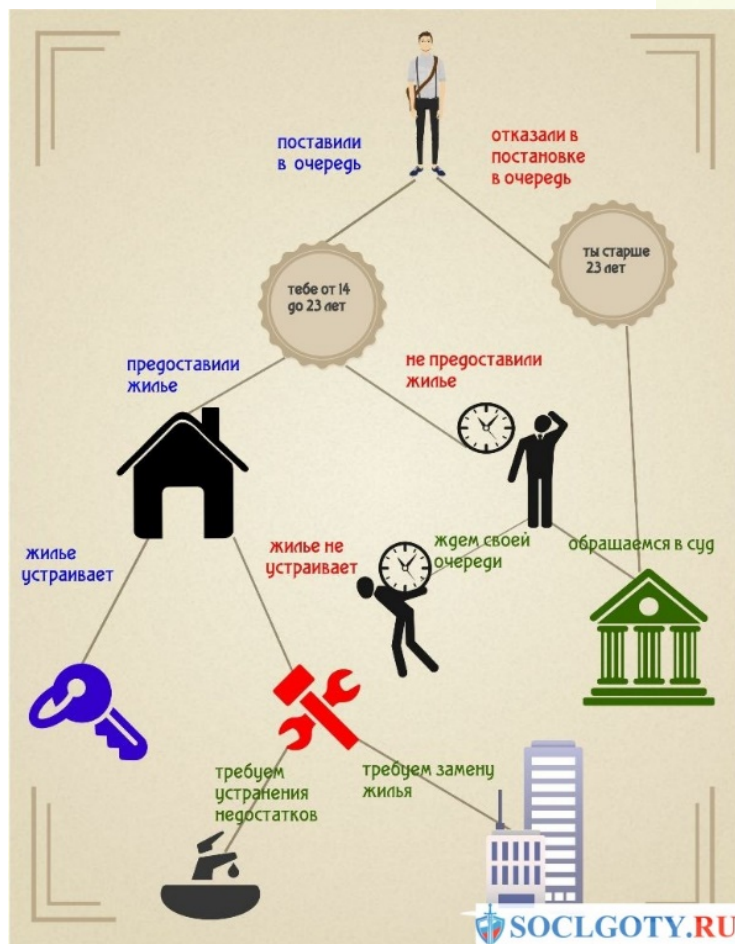 поставили
в очередь
отказали в
постановке
в очередь
тебе от 14
до 23 лет
ты старше
23 лет
предоставили
жилье
не предоставили
жилье
жилье
устраивает
жилье не
устраивает
ждем своей
очереди
обращаемся в суд
требуем
устранения
недостатков
требуем замену
жилья
SOCLGOTY.RU